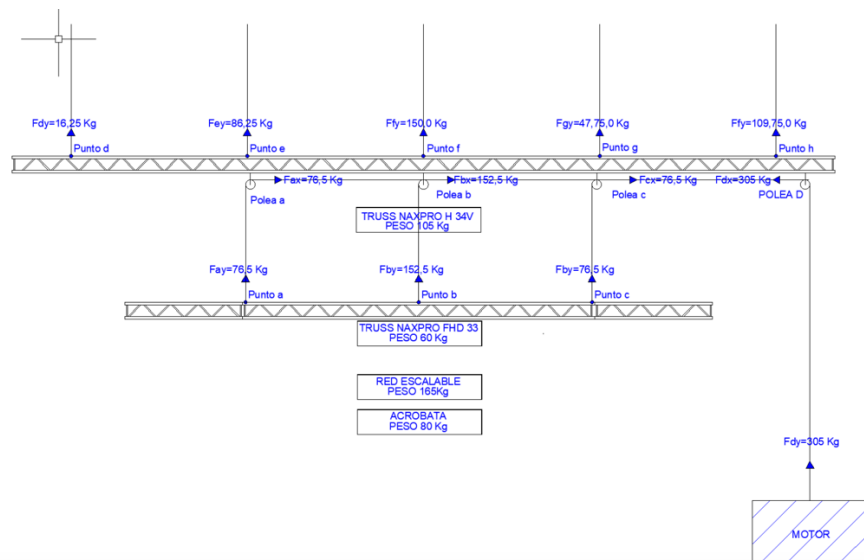 Fdy=16,25 Kg
Fey=86,25 Kg
Ffy=150,0 Kg
Fgy=47,75,0 Kg
Ffy=109,75,0 Kg
Punto d
Punto e
Punto f
Punto g
Punto h
Fax=76,5 Kg
Fbx=152,5 Kg
Fcx=76,5 Kg
Fdx=305 KG
Polea a
Polea b
Polea c
POLEA D
TRUSS NAXPRO H 34V
PESO 105 Kg
Fay=76,5 Kg
Fby=152,5 Kg
Fby=76,5 Kg
Punto a
Punto b
Punto c
TRUSS NAXPRO FHD 33
PESO 60 Kg
RED ESCALABLE
PESO 165Kg
ACROBATA
PESO 80 Kg
Fdy=305 Kg
MOTOR